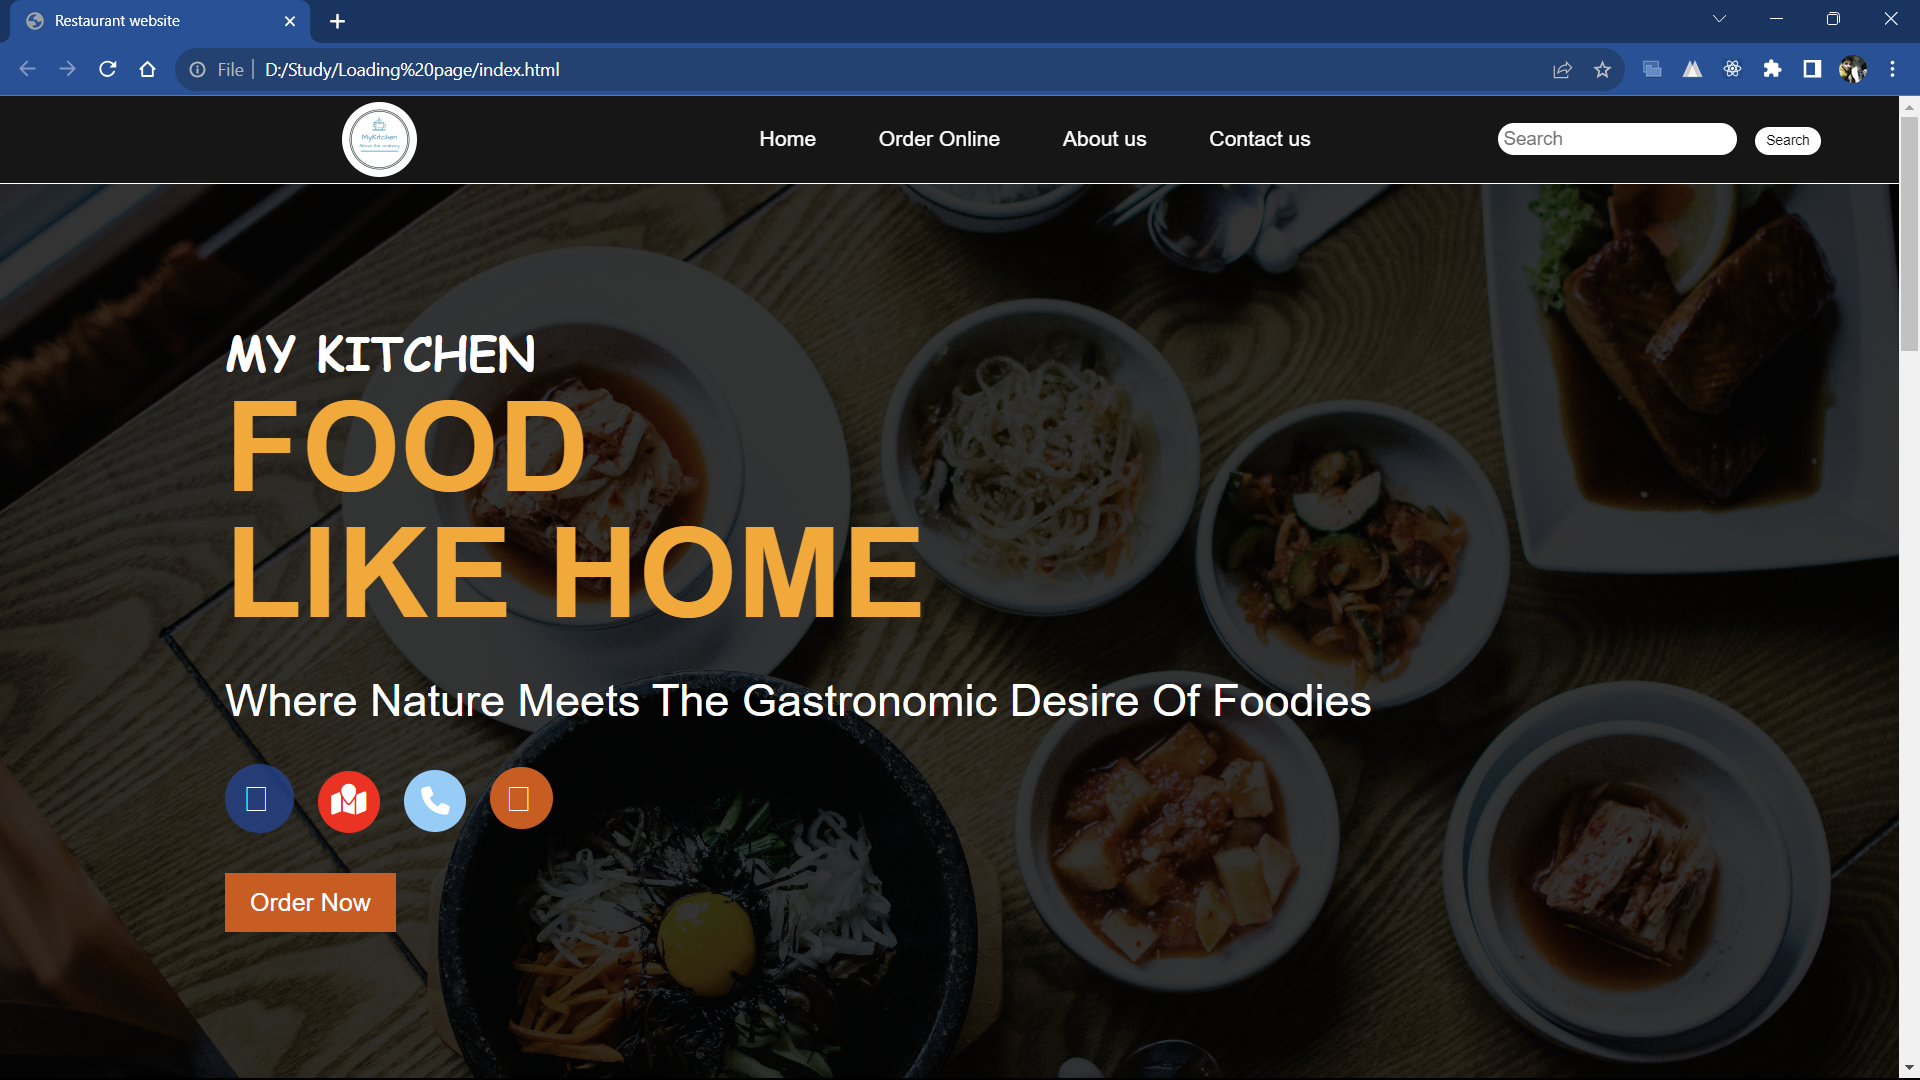 Restaurant website
File
D:/Study/Loading%20page/index.html
MyKitchen
Home
Order Online
About us
Contact us
Search
Search
MY KITCHEN
FOOD
LIKE HOME
Where Nature Meets The Gastronomic Desire Of Foodies
Order Now